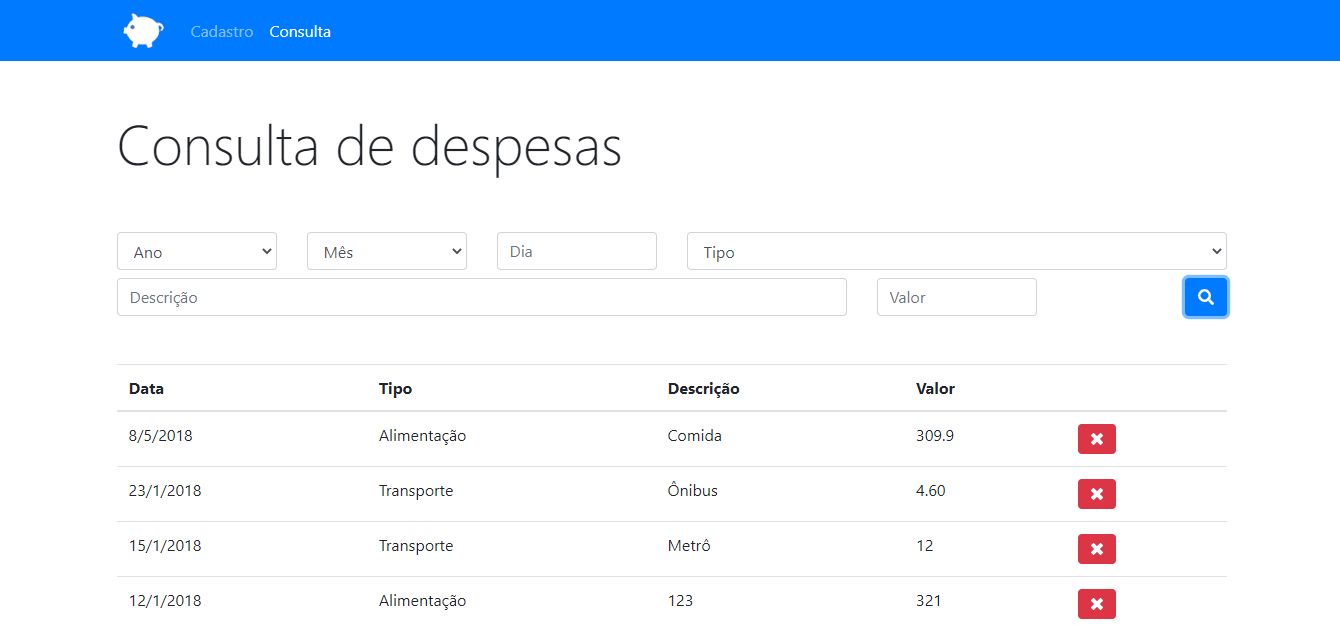 Cadastro Consulta
Consulta de despesas
Ano Mês Dia Tipo
Descrição Valor
Data Tipo Descrição Valor
8/5/2018 Alimentação Comida 309.9
23/1/2018 Transporte Ônibus 4.60
15/1/2018 Transporte Metrô 12
12/1/2018 Alimentação 123 321